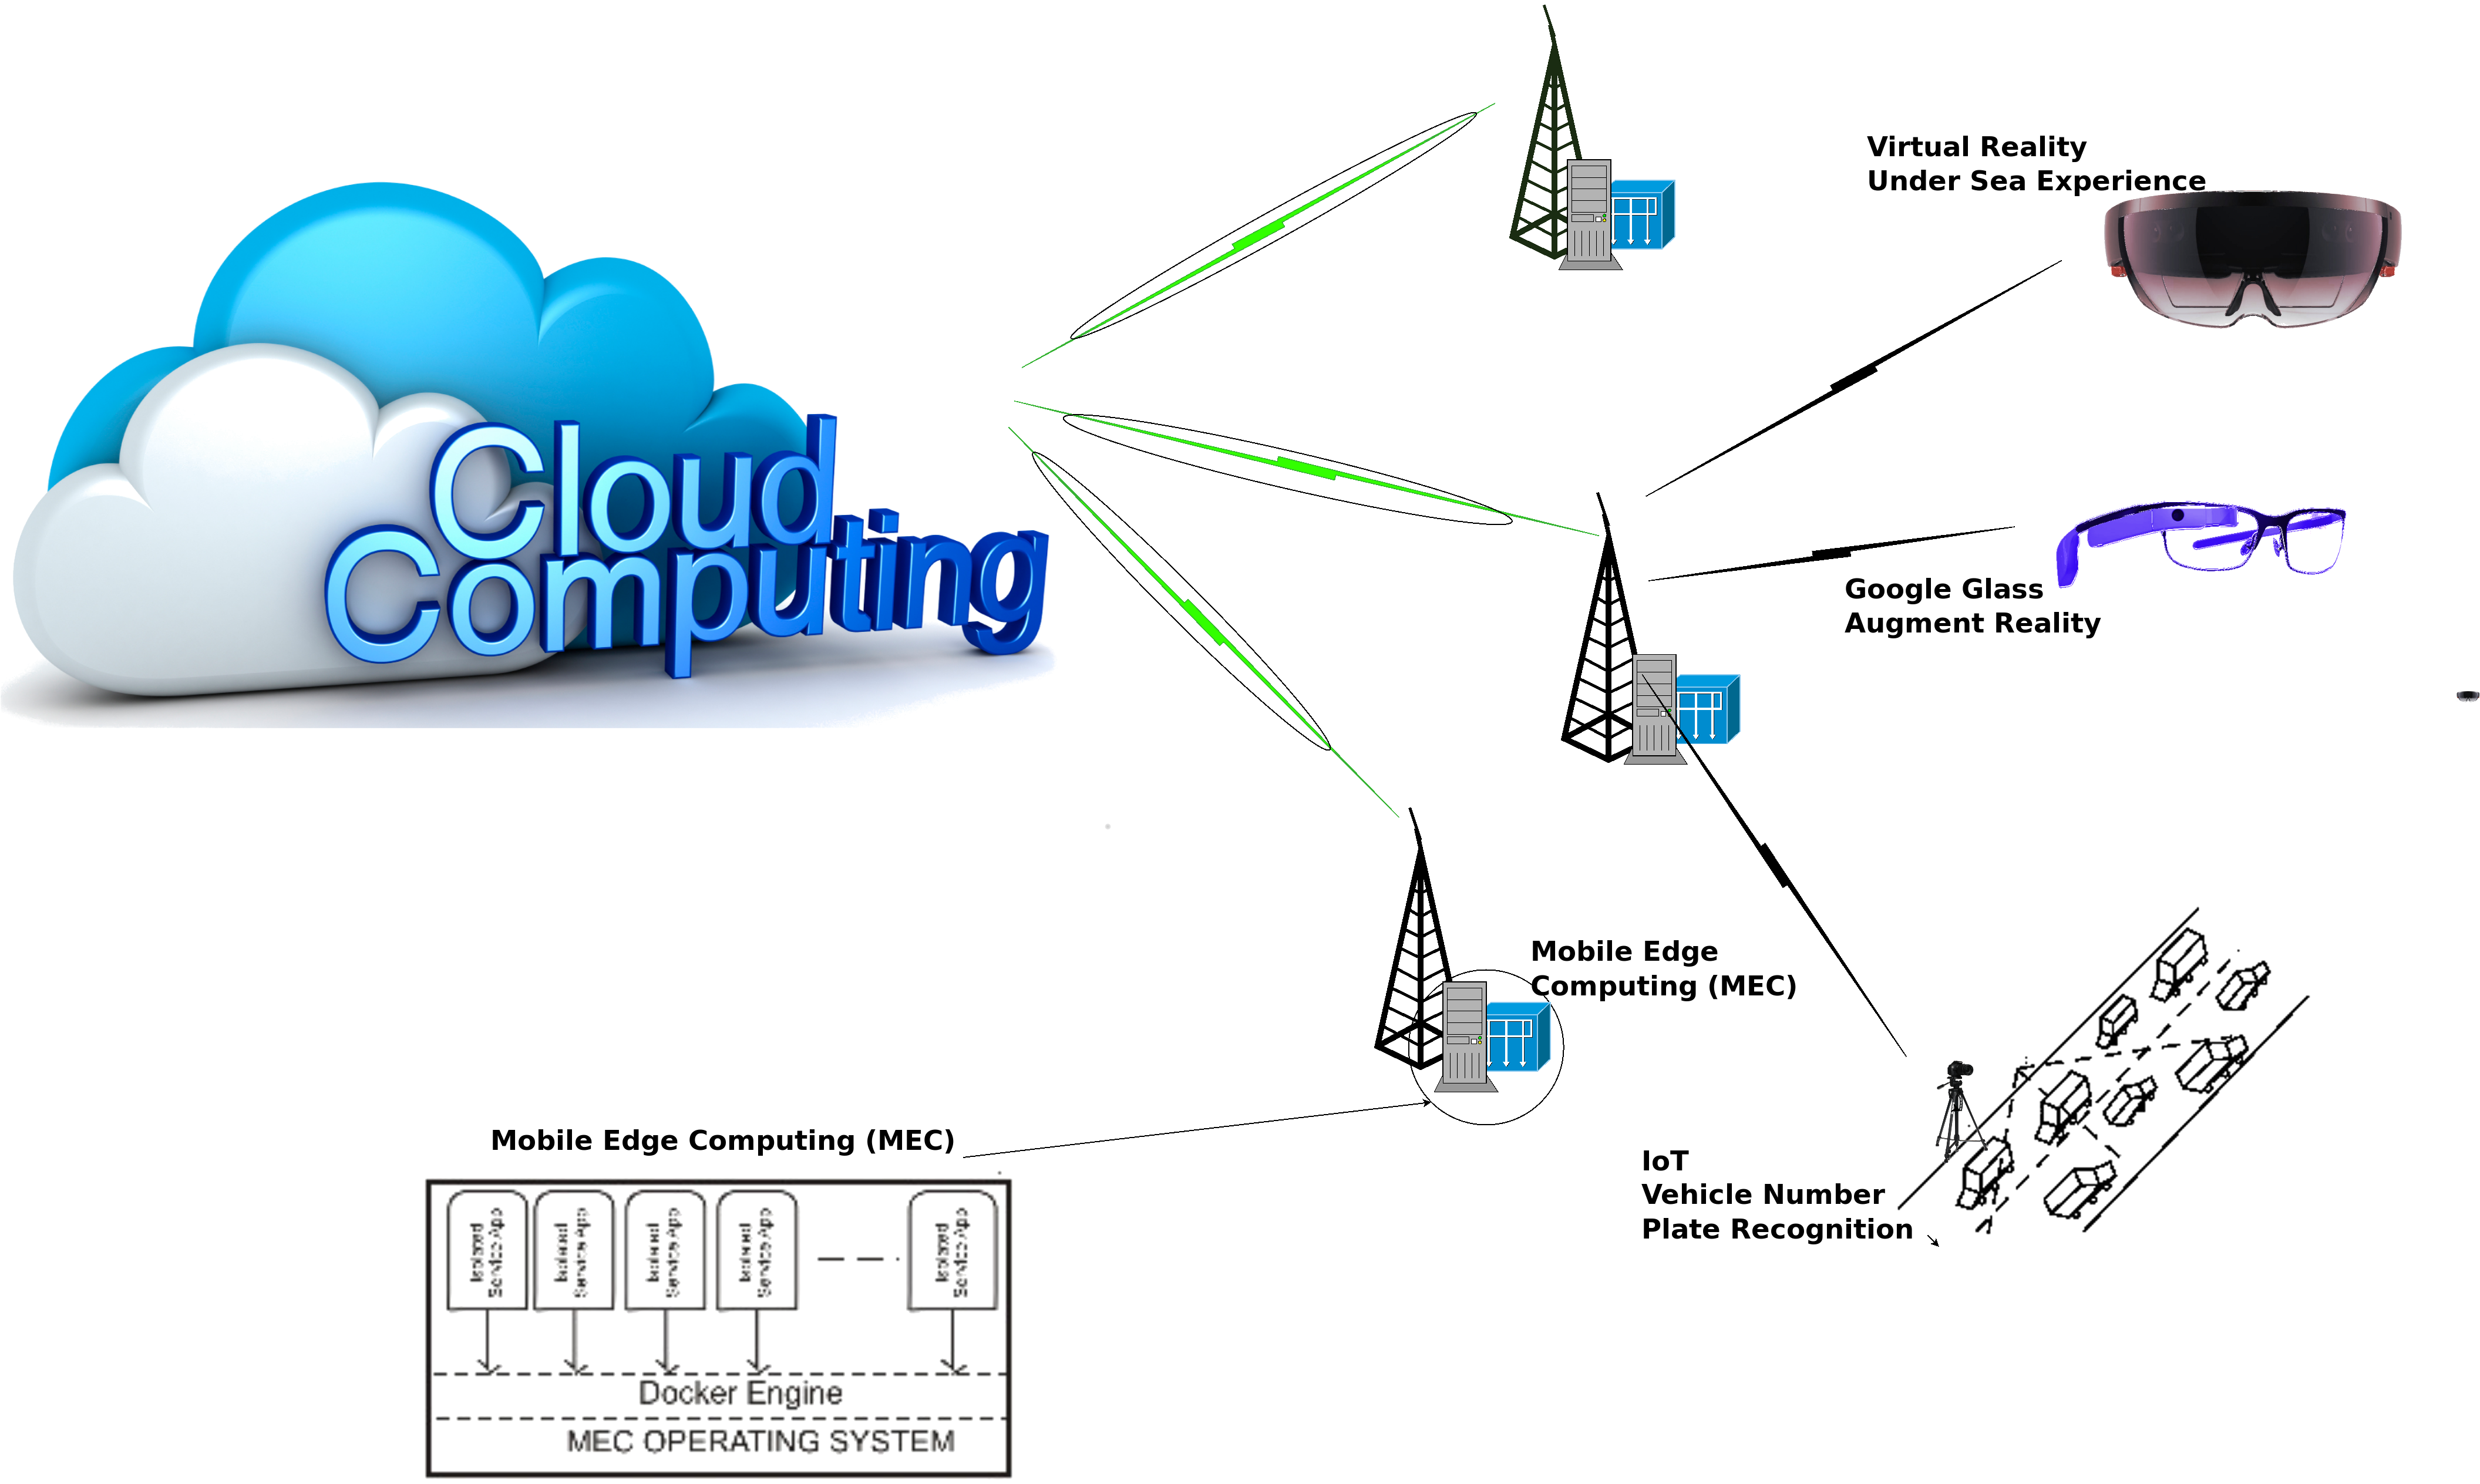 Virtual Reality
Under Sea Experience
Cloud
Computing
Google Glass
Augment Reality
Mobile Edge
Computing (MEC)
Mobile Edge Computing (MEC)
IoT
Vehicle Number
Plate Recognition
Isolated
Service App
Isolated
Service App
Isolated
Service App
Isolated
Service App
Isolated
Service App
Docker Engine
MEC OPERATING SYSTEM